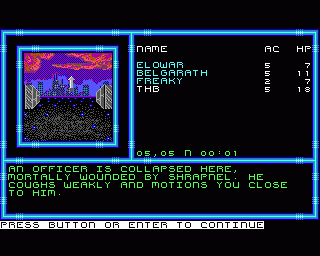 NAME AC HP
ELOWAR 5 7
BELGARATH 5 11
FREAKY 2 7
THB 5 18
05,05 N 00:01
AN OFFICER IS COLLAPSED HERE,
MORTALLY WOUNDED BY SHRAPNEL. HE
COUGHS WEAKLY AND MOTIONS YOU CLOSE
TO HIM.
PRESS BUTTON OR ENTER TO CONTINUE